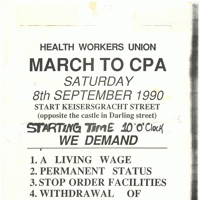 HEALTH WORKERS UNION
MARCH TO CPA
SATURDAY
8th SEPTEMBER 1990
START KEISERSGRACHT STREET
(opposite the castle in Darling street)
STARTING TIME 10 'O'Clock
WE DEMAND
1. A LIVING WAGE
2. PERMANENT STATUS
3. STOP ORDER FACILITIES
4. WITHDRAWAL OF